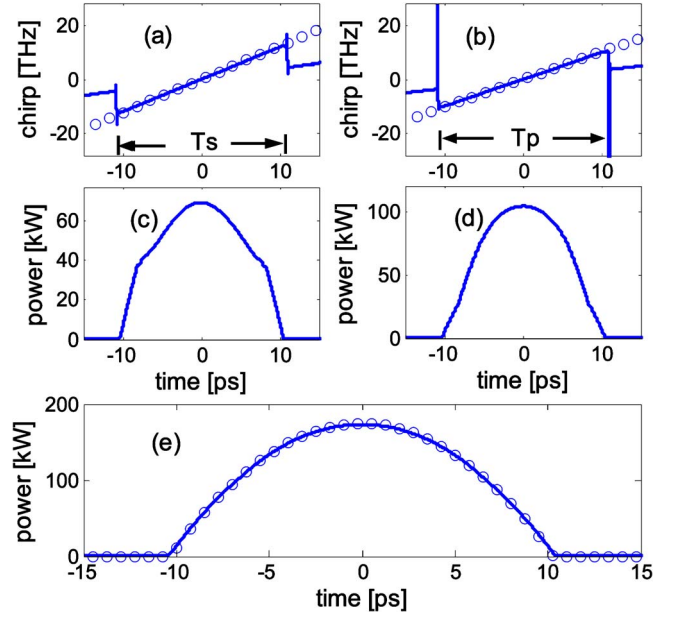 (a) (b)
chirp [THz] 20 0 -20 chirp [THz] 20 0 -20
Ts Tp
-10 0 10 -10 0 10
(c) (d)
power [kW] 60 40 20 0 power [kW] 100 50 0
-10 0 10 -10 0 10
time [ps] time [ps]
(e)
power [kW] 200 100 0
-15 -10 -5 0 5 10 15
time [ps]